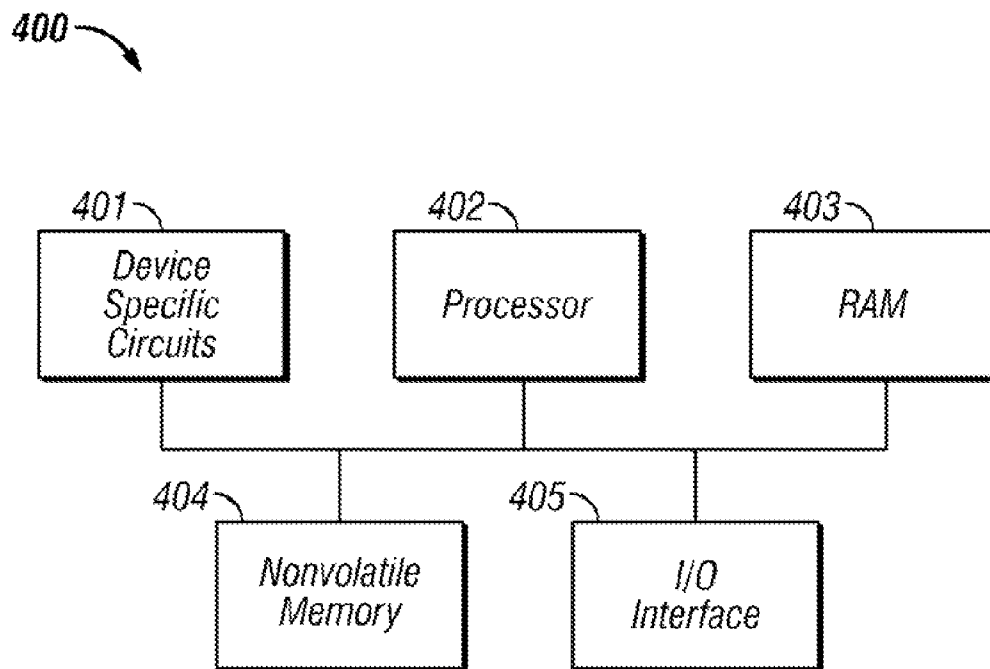 400
401
402
403
Device
Specific
Circuits
Processor
RAM
404
405
Nonvolatile
Memory
I/O
Interface